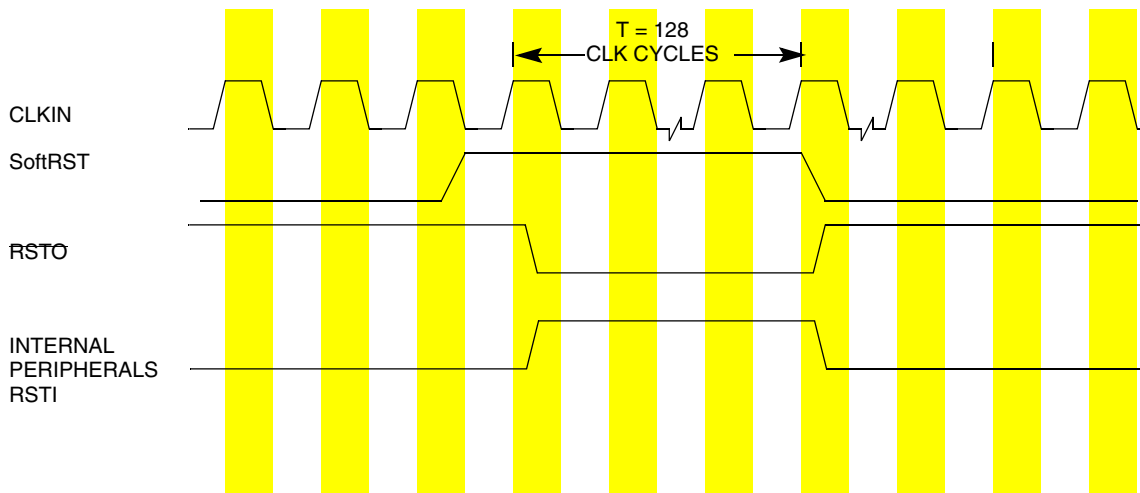 T = 128
CLK CYCLES
CLKIN
SoftRST
RSTO
INTERNAL
PERIPHERALS
RSTI